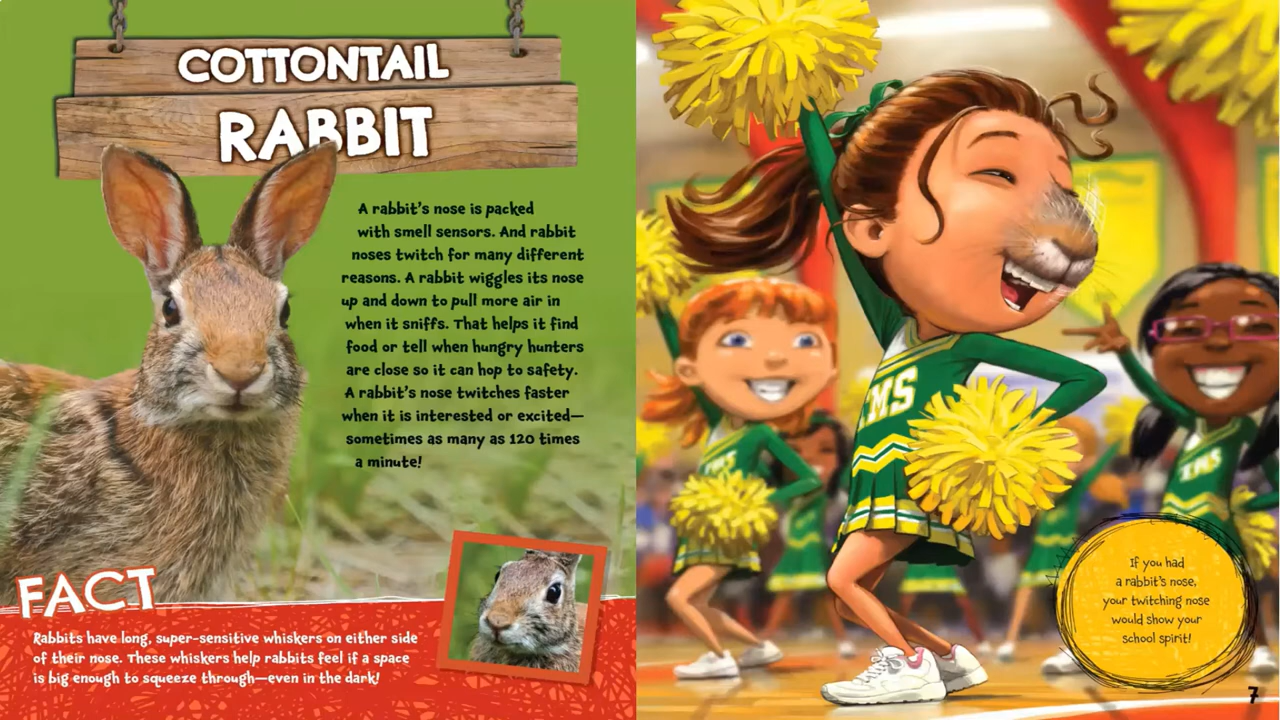 COTTONTAIL
RABBIT
A rabbit's nose is packed
with smell sensors. And rabbit
noses twitch for many different
reasons. A rabbit wiggles its nose
up and down to pull more air in
when it sniffs. That helps it find
food or tell when hungry hunters
are close so it can hop to safety.
A rabbit's nose twitches faster
when it is interested or excited—
sometimes as many as 120 times
a minute!
FACT
Rabbits have long, super-sensitive whiskers on either side
of their nose. These whiskers help rabbits feel if a space
is big enough to squeeze through—even in the dark!
EMS
EMS
EMS
If you had
a rabbit's nose,
your twitching nose
would show your
school spirit!
7